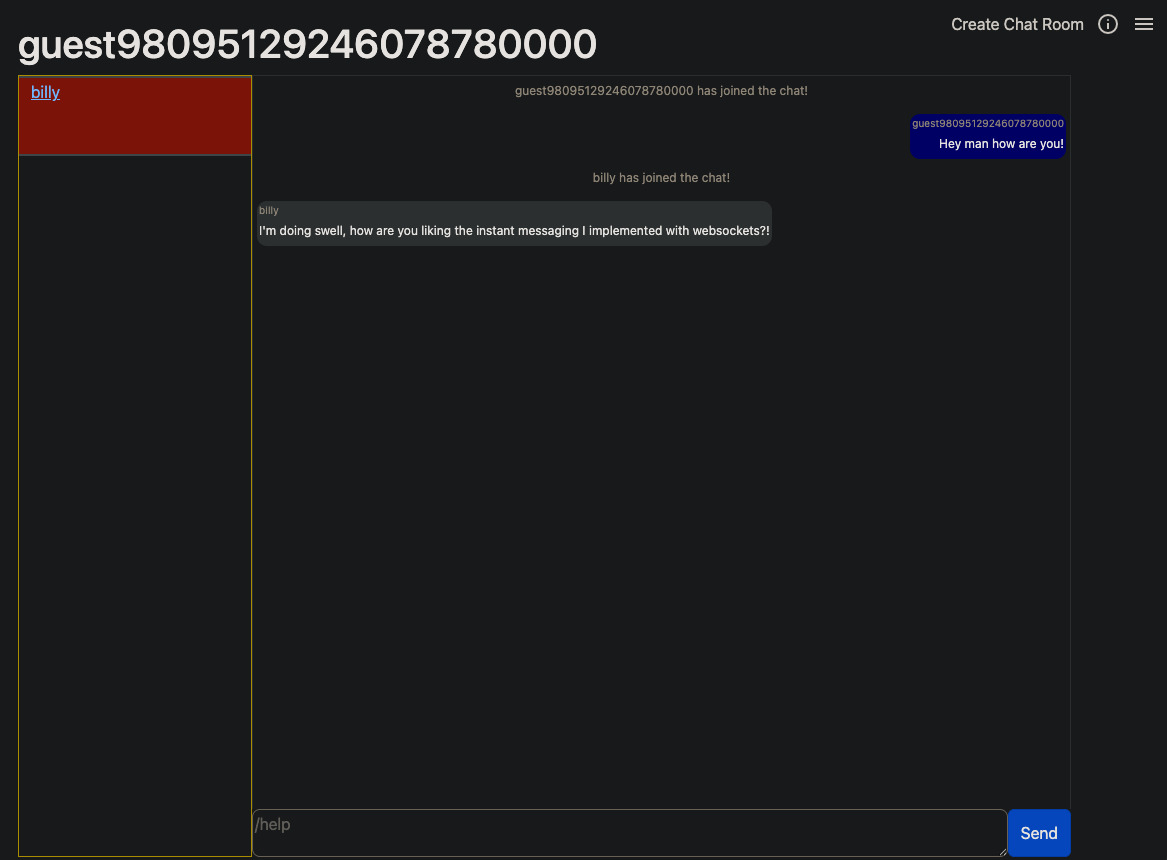 Create Chat Room
guest98095129246078780000
billy
guest98095129246078780000 has joined the chat!
guest98095129246078780000
Hey man how are you!
billy has joined the chat!
billy
I'm doing swell, how are you liking the instant messaging I implemented with websockets?!
/help
Send